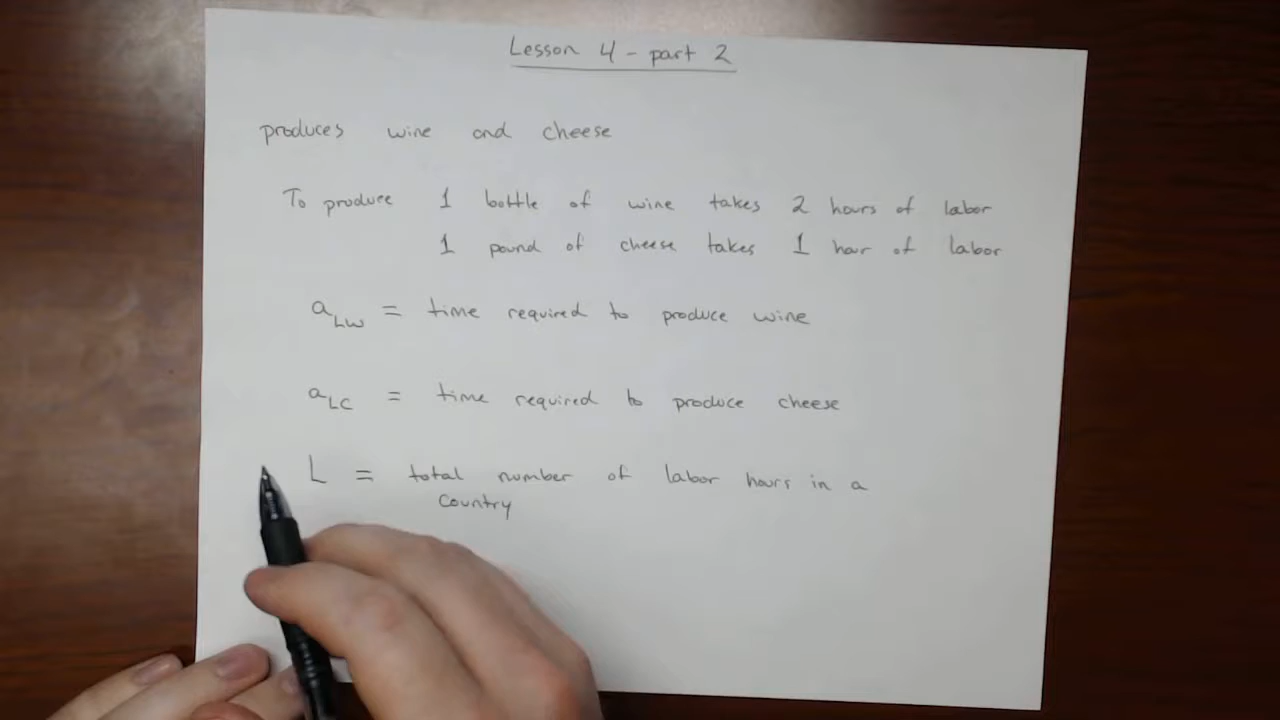 Lesson 4 - part 2
produces wine and cheese
To produce 1 bottle of wine takes 2 hours of labor
1 pound of cheese takes 1 hour of labor
aLW = time required to produce wine
aLC = time required to produce cheese
L = total number of labor hours in a
Country